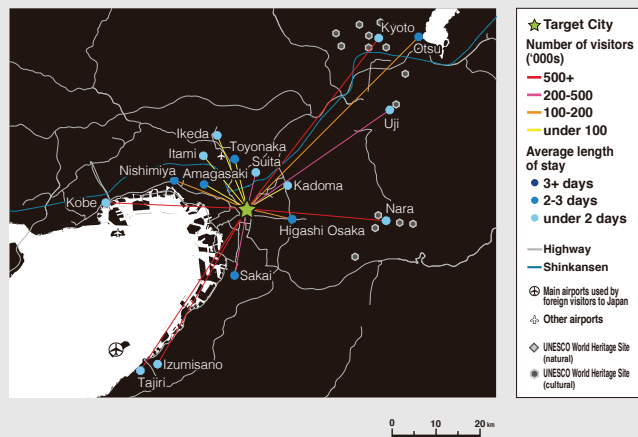 Kyoto
Otsu
Uji
Ikeda
Toyonaka
Itami
Suita
Nishimiya
Amagasaki
Kadoma
Kobe
Nara
Higashi Osaka
Sakai
Izumisano
Tajiri
Target City
Number of visitors
('000s)
500+
200-500
100-200
under 100
Average length
of stay
3+ days
2-3 days
under 2 days
Highway
Shinkansen
Main airports used by
foreign visitors to Japan
Other airports
UNESCO World Heritage Site
(natural)
UNESCO World Heritage Site
(cultural)
0 10 20 km